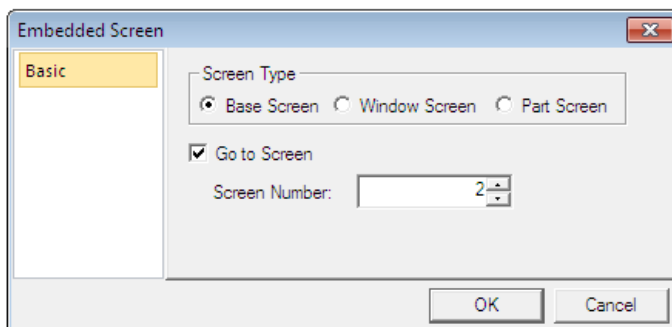 Embedded Screen
Basic
Screen Type
Base Screen Window Screen Part Screen
Go to Screen
Screen Number: 2
OK Cancel